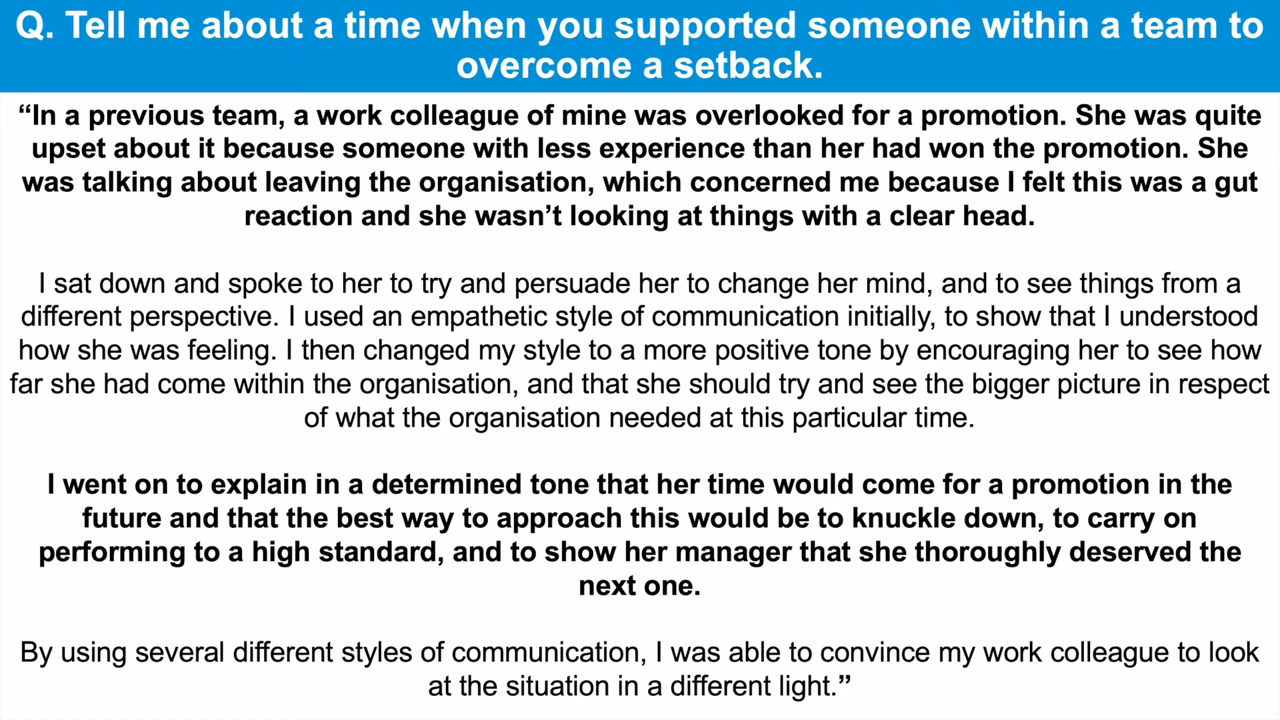 Q. Tell me about a time when you supported someone within a team to
overcome a setback.
“In a previous team, a work colleague of mine was overlooked for a promotion. She was quite
upset about it because someone with less experience than her had won the promotion. She
was talking about leaving the organisation, which concerned me because I felt this was a gut
reaction and she wasn’t looking at things with a clear head.
I sat down and spoke to her to try and persuade her to change her mind, and to see things from a
different perspective. I used an empathetic style of communication initially, to show that I understood
how she was feeling. I then changed my style to a more positive tone by encouraging her to see how
far she had come within the organisation, and that she should try and see the bigger picture in respect
of what the organisation needed at this particular time.
I went on to explain in a determined tone that her time would come for a promotion in the
future and that the best way to approach this would be to knuckle down, to carry on
performing to a high standard, and to show her manager that she thoroughly deserved the
next one.
By using several different styles of communication, I was able to convince my work colleague to look
at the situation in a different light.”